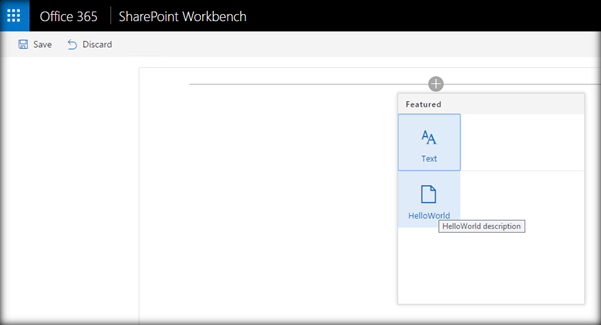 Office 365 SharePoint Workbench
Save Discard
Featured
Text
HelloWorld
HelloWorld description